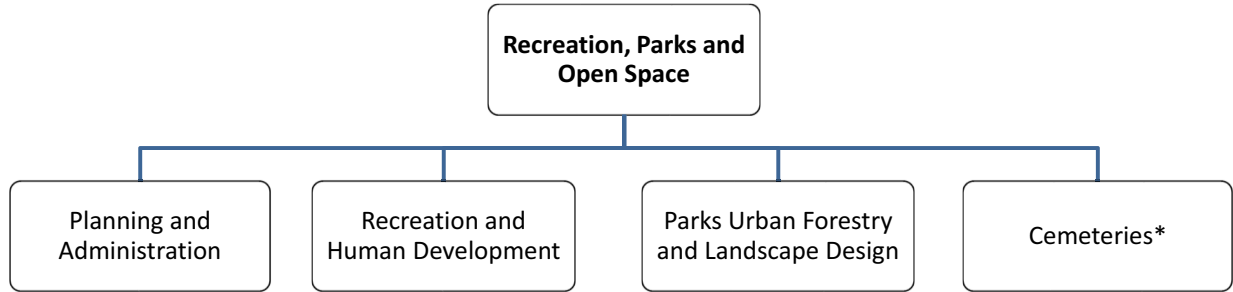 Recreation, Parks and
Open Space
Planning and
Administration
Recreation and
Human Development
Parks Urban Forestry
and Landscape Design
Cemeteries*